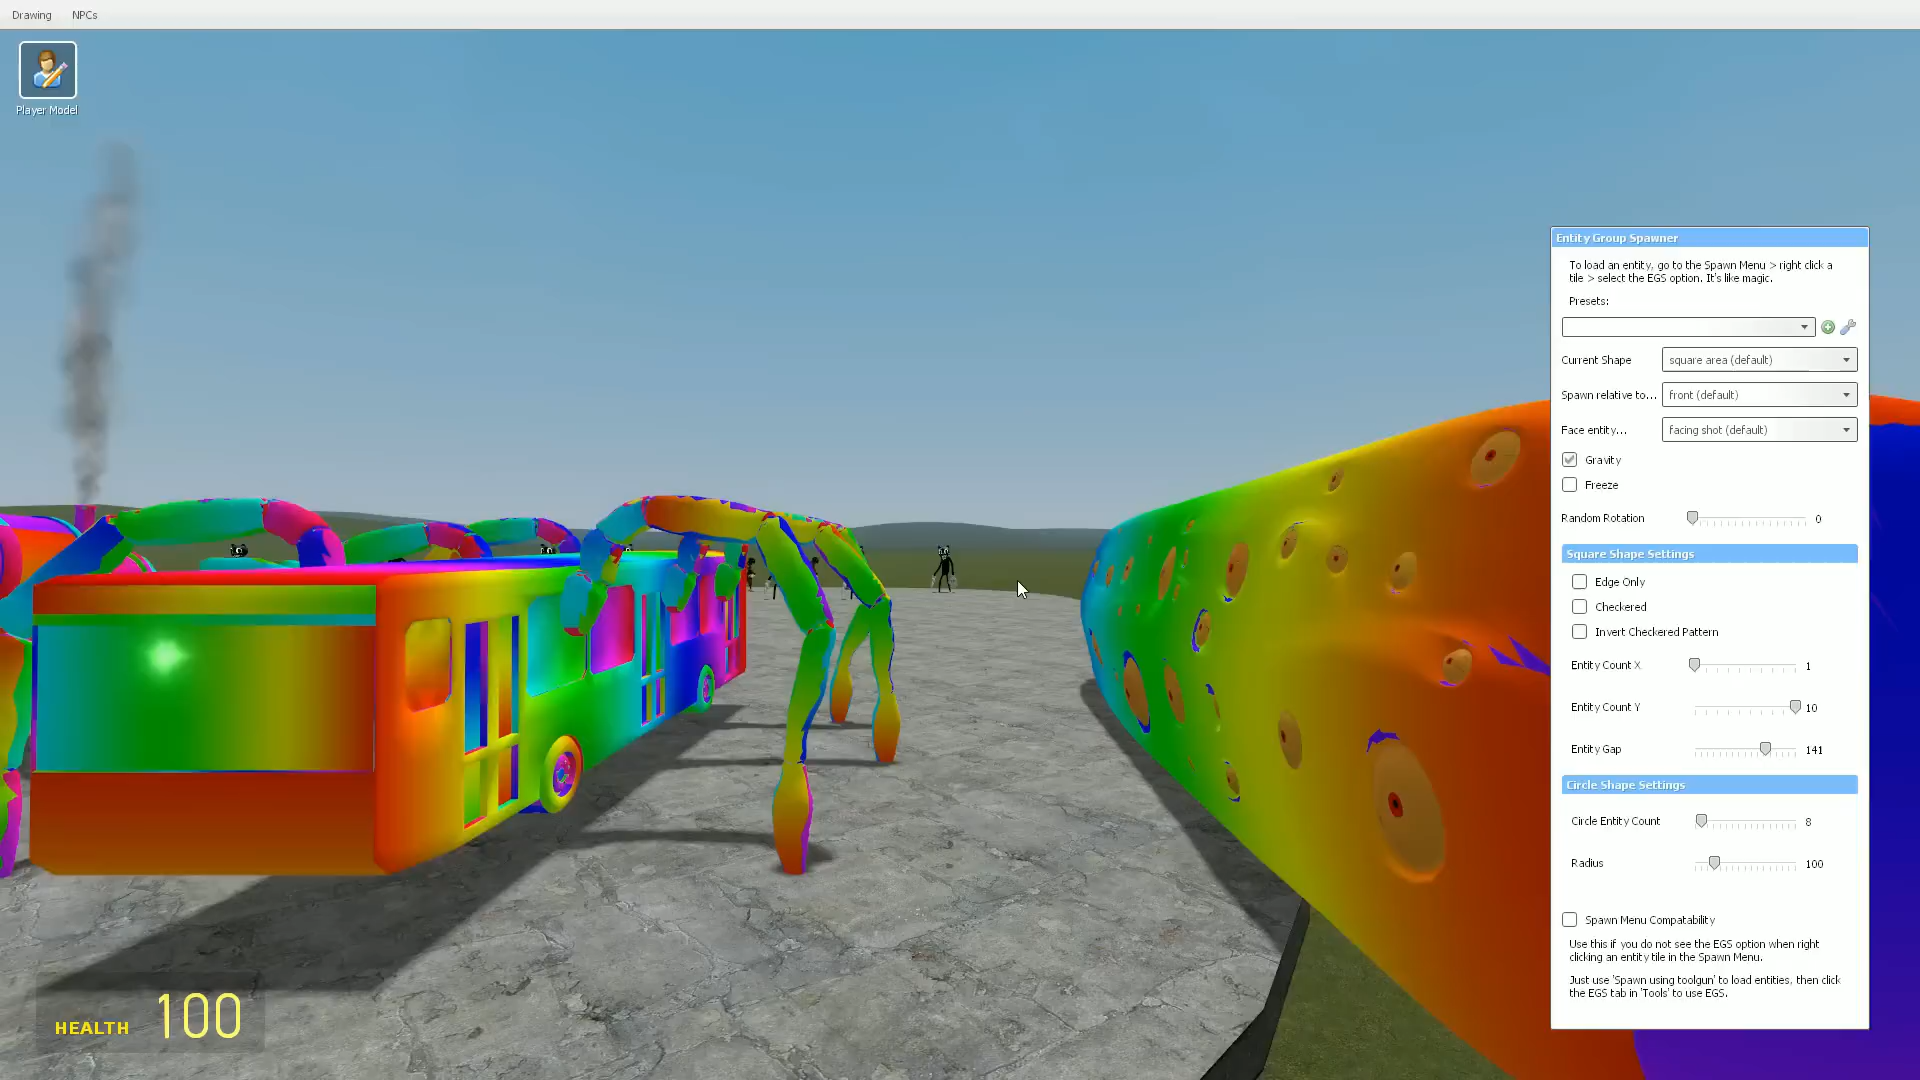 Drawing NPCs
Player Model
Entity Group Spawner
To load an entity, go to the Spawn Menu > right click a
tile > select the EGS option. It's like magic.
Presets:
Current Shape square area (default)
Spawn relative to... front (default)
Face entity... facing shot (default)
Gravity
Freeze
Random Rotation 0
Square Shape Settings
Edge Only
Checkered
Invert Checkered Pattern
Entity Count X 1
Entity Count Y 10
Entity Gap 141
Circle Shape Settings
Circle Entity Count 8
Radius 100
Spawn Menu Compatability
Use this if you do not see the EGS option when right
clicking an entity tile in the Spawn Menu.
Just use 'Spawn using toolgun' to load entities, then click
the EGS tab in 'Tools' to use EGS.
HEALTH 100